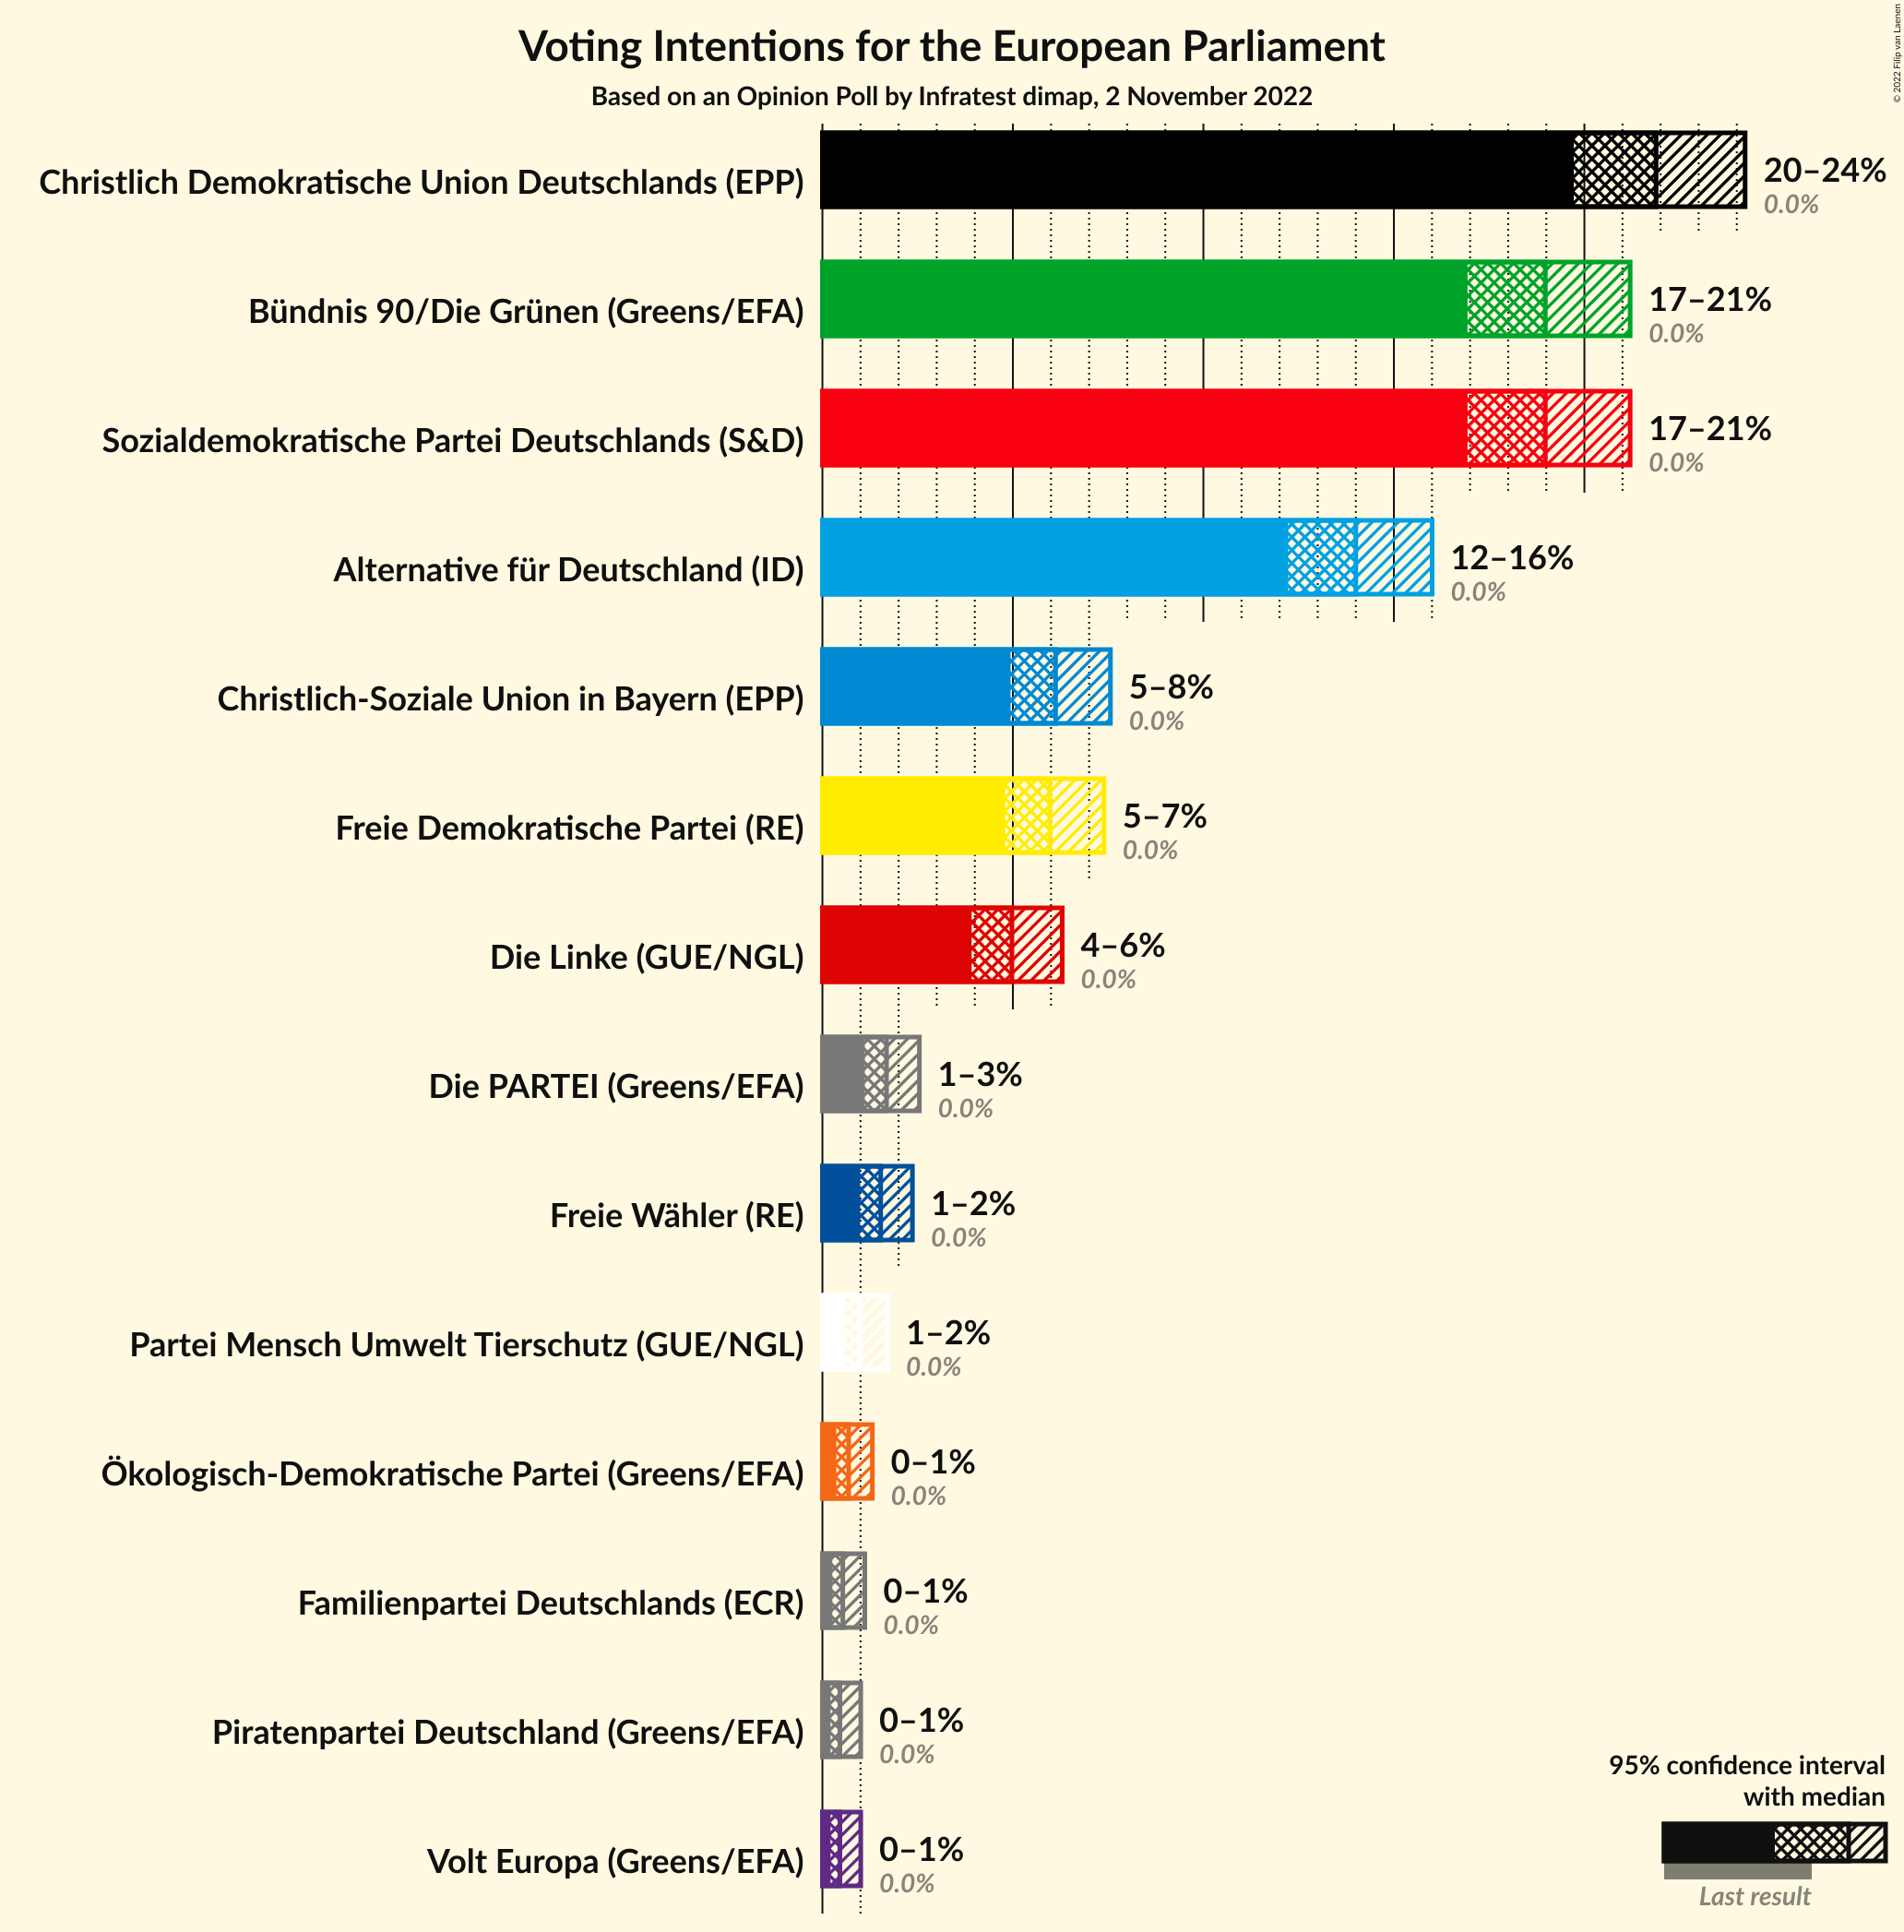 Voting Intentions for the European Parliament
Based on an Opinion Poll by Infratest dimap, 2 November 2022
© 2022 Filip van Laenen
Christlich Demokratische Union Deutschlands (EPP)
20–24%
0.0%
Bündnis 90/Die Grünen (Greens/EFA)
17–21%
0.0%
Sozialdemokratische Partei Deutschlands (S&D)
17–21%
0.0%
Alternative für Deutschland (ID)
12–16%
0.0%
Christlich-Soziale Union in Bayern (EPP)
5–8%
0.0%
Freie Demokratische Partei (RE)
5–7%
0.0%
Die Linke (GUE/NGL)
4–6%
0.0%
Die PARTEI (Greens/EFA)
1–3%
0.0%
Freie Wähler (RE)
1–2%
0.0%
Partei Mensch Umwelt Tierschutz (GUE/NGL)
1–2%
0.0%
Ökologisch-Demokratische Partei (Greens/EFA)
0–1%
0.0%
Familienpartei Deutschlands (ECR)
0–1%
0.0%
Piratenpartei Deutschland (Greens/EFA)
0–1%
0.0%
Volt Europa (Greens/EFA)
0–1%
0.0%
95% confidence interval
with median
Last result